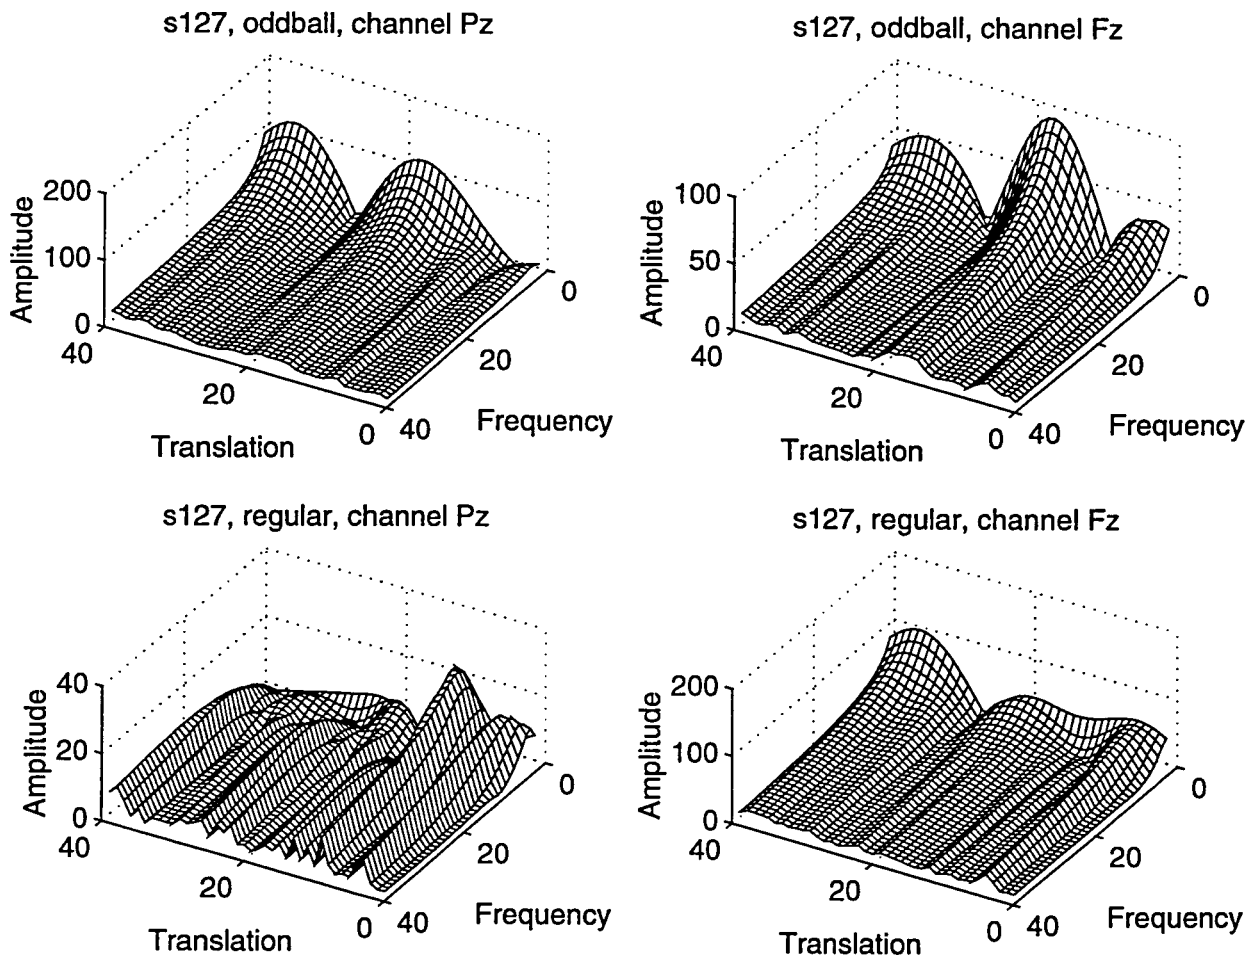 s127, oddball, channel Pz
200
100
0
Amplitude
40
20
0
Translation
0
20
40
Frequency
s127, oddball, channel Fz
100
50
0
Amplitude
40
20
0
Translation
0
20
40
Frequency
s127, regular, channel Pz
40
20
0
Amplitude
40
20
0
Translation
0
20
40
Frequency
s127, regular, channel Fz
200
100
0
Amplitude
40
20
0
Translation
0
20
40
Frequency